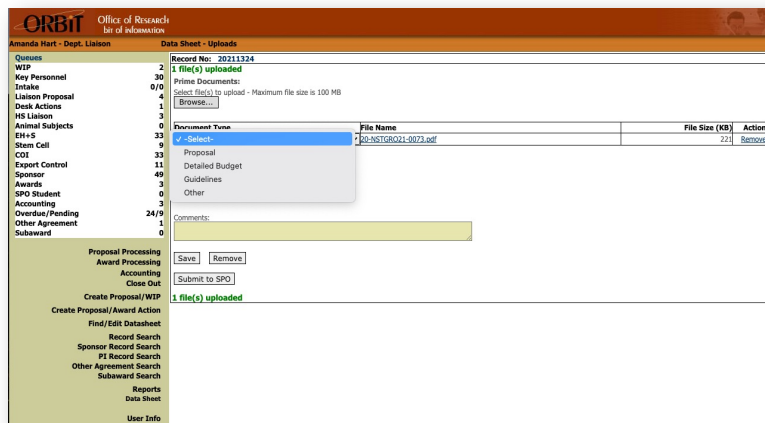 ORBiT Office of Research
bit of information
Amanda Hart - Dept. Liaison Data Sheet - Uploads
Queues
WIP 2
Key Personnel 30
Intake 0/0
Liaison Proposal 4
Desk Actions 1
HS Liaison 3
Animal Subjects 0
EH+S 33
Stem Cell 9
COI 33
Export Control 11
Sponsor 49
Awards 3
SPO Student 0
Accounting 3
Overdue/Pending 24/9
Other Agreement 1
Subaward 0
Proposal Processing
Award Processing
Accounting
Close Out
Create Proposal/WIP
Create Proposal/Award Action
Find/Edit Datasheet
Record Search
Sponsor Record Search
PI Record Search
Other Agreement Search
Subaward Search
Reports
Data Sheet
User Info
Record No: 20211324
1 file(s) uploaded
Prime Documents:
Select file(s) to upload - Maximum file size is 100 MB
Browse...
Document Type File Name File Size (KB) Action
✓ -Select- 20-NSTGRO21-0073.pdf 221 Remove
Proposal
Detailed Budget
Guidelines
Other
Comments:
Save Remove
Submit to SPO
1 file(s) uploaded